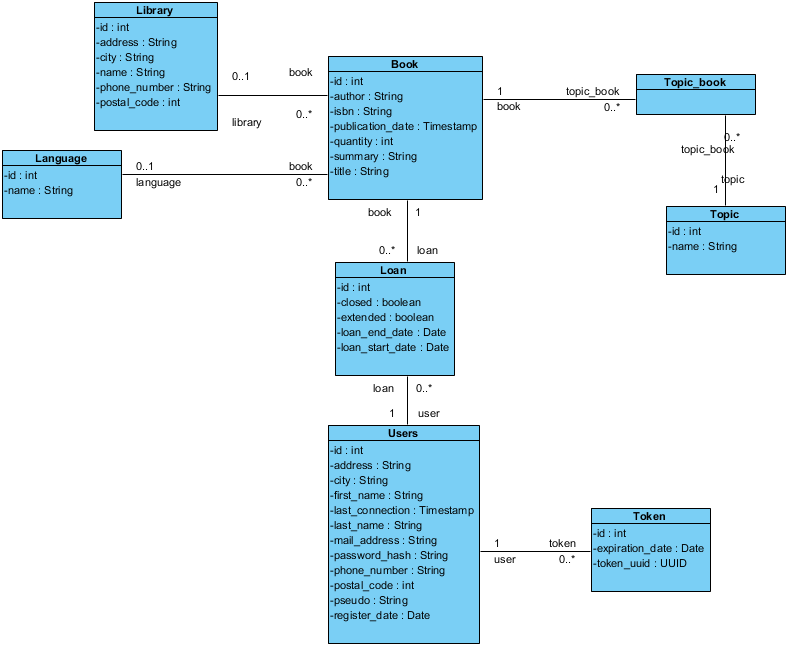 Library
-id : int
-address : String
-city : String
-name : String
-phone_number : String
-postal_code : int
0..1
book
0..*
library
Book
-id : int
-author : String
-isbn : String
-publication_date : Timestamp
-quantity : int
-summary : String
-title : String
1
topic_book
book
0..*
Topic_book
0..*
topic_book
topic
1
Topic
-id : int
-name : String
Language
-id : int
-name : String
0..1
book
language
0..*
book
1
0..*
loan
Loan
-id : int
-closed : boolean
-extended : boolean
-loan_end_date : Date
-loan_start_date : Date
loan
0..*
1
user
Users
-id : int
-address : String
-city : String
-first_name : String
-last_connection : Timestamp
-last_name : String
-mail_address : String
-password_hash : String
-phone_number : String
-postal_code : int
-pseudo : String
-register_date : Date
1
token
user
0..*
Token
-id : int
-expiration_date : Date
-token_uuid : UUID